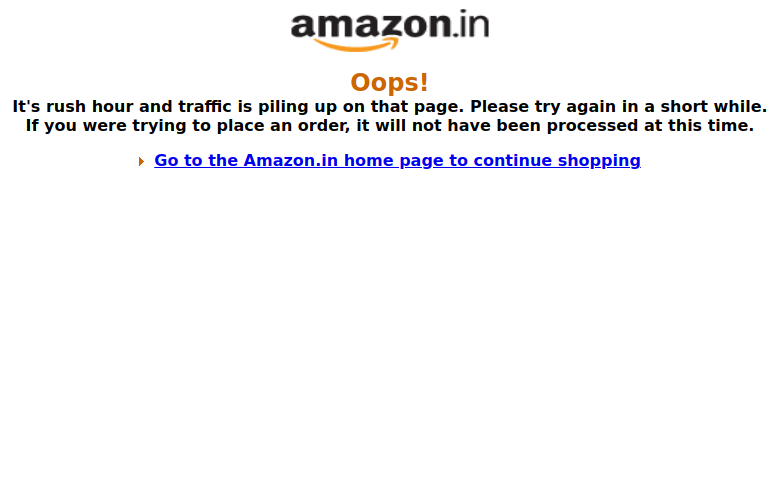 amazon.in
Oops!
It's rush hour and traffic is piling up on that page. Please try again in a short while.
If you were trying to place an order, it will not have been processed at this time.
Go to the Amazon.in home page to continue shopping